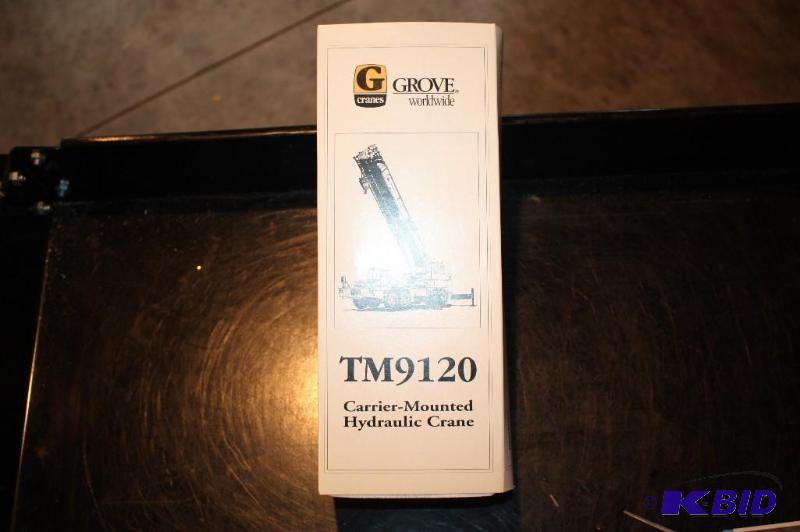 G
cranes
GROVE®
worldwide
TM9120
Carrier-Mounted
Hydraulic Crane
© K-BID